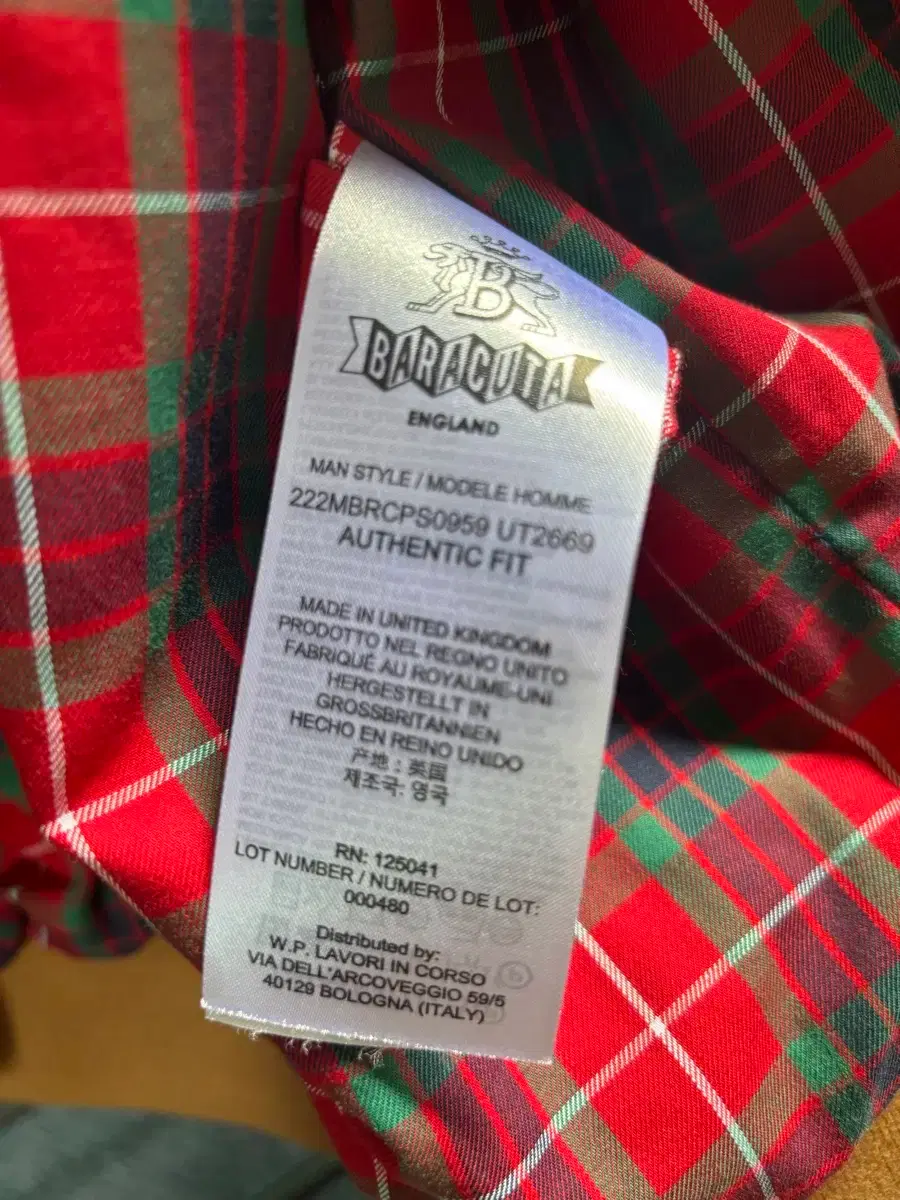 B
BARACUTA
ENGLAND
MAN STYLE / MODELE HOMME
222MBRCPS0959 UT2669
AUTHENTIC FIT
MADE IN UNITED KINGDOM
PRODOTTO NEL REGNO UNITO
FABRIQUÉ AU ROYAUME-UNI
HERGESTELLT IN
GROSSBRITANNIEN
HECHO EN REINO UNIDO
产地 : 英国
제조국: 영국
RN: 125041
LOT NUMBER / NUMERO DE LOT:
000480
Distributed by:
W.P. LAVORI IN CORSO
VIA DELL'ARCOVEGGIO 59/5
40129 BOLOGNA (ITALY)